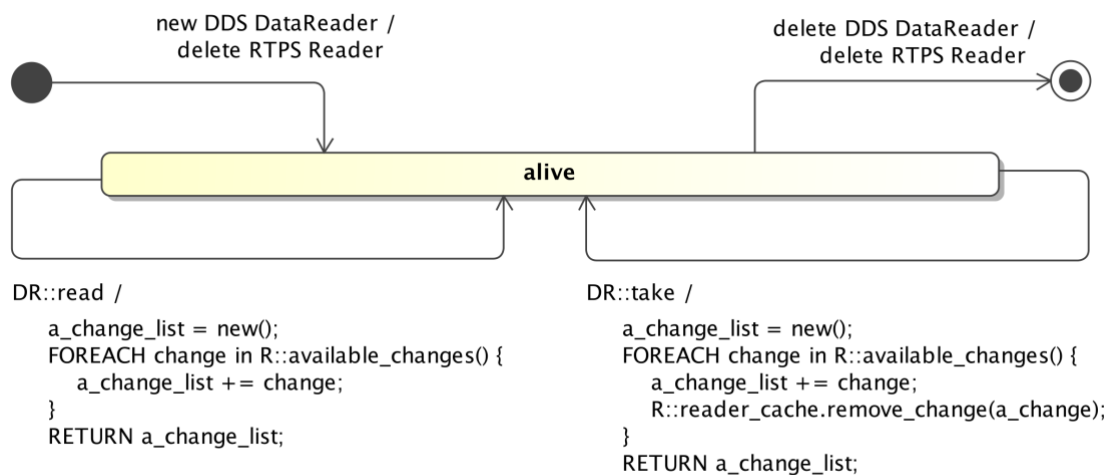 new DDS DataReader /
delete RTPS Reader
delete DDS DataReader /
delete RTPS Reader
alive
DR::read /
a_change_list = new();
FOREACH change in R::available_changes() {
a_change_list += change;
}
RETURN a_change_list;
DR::take /
a_change_list = new();
FOREACH change in R::available_changes() {
a_change_list += change;
R::reader_cache.remove_change(a_change);
}
RETURN a_change_list;